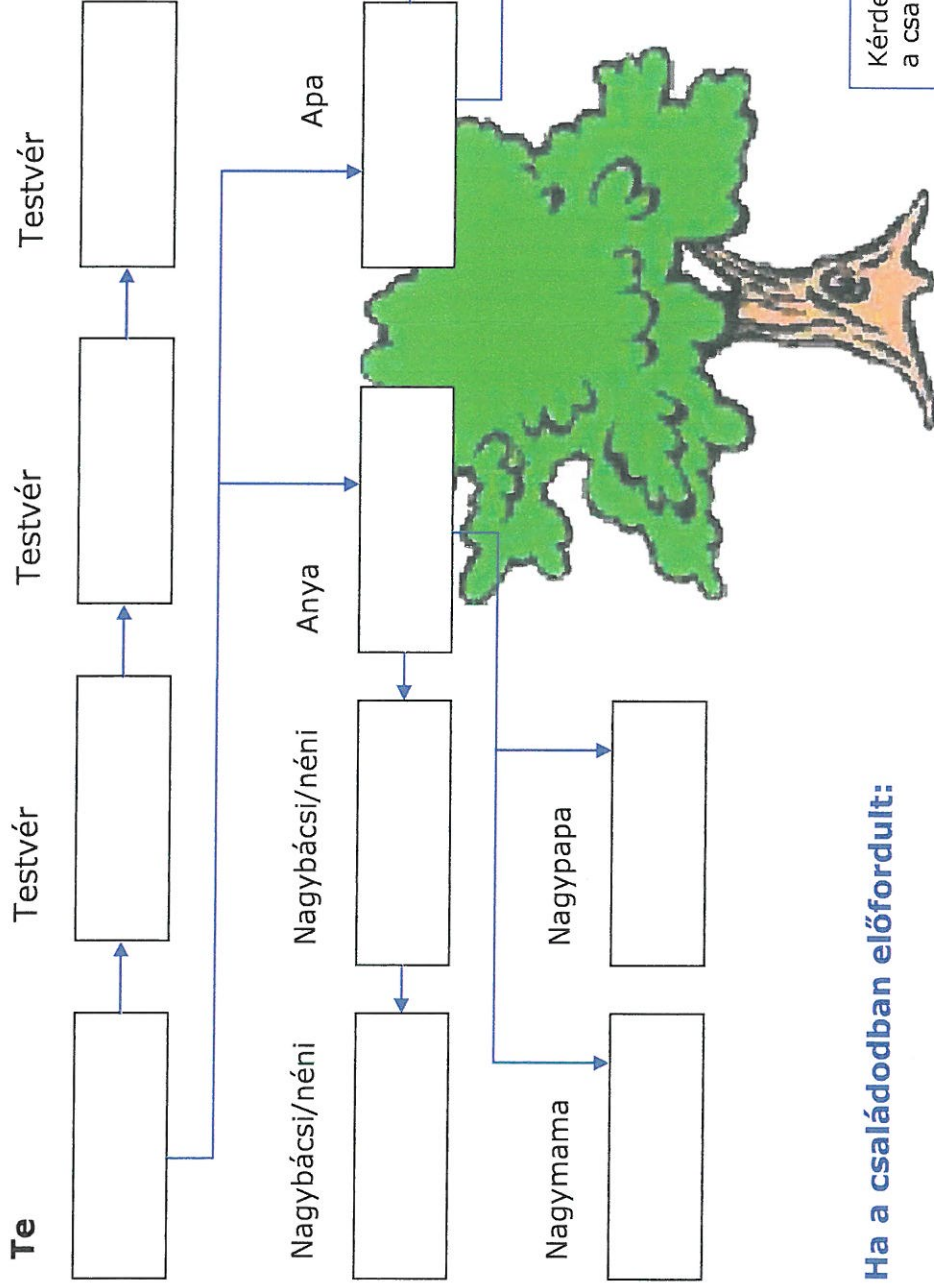 Te
Testvér
Testvér
Testvér
Nagybácsi/néni
Nagybácsi/néni
Anya
Apa
Nagymama
Nagypapa
Ha a családodban előfordult: